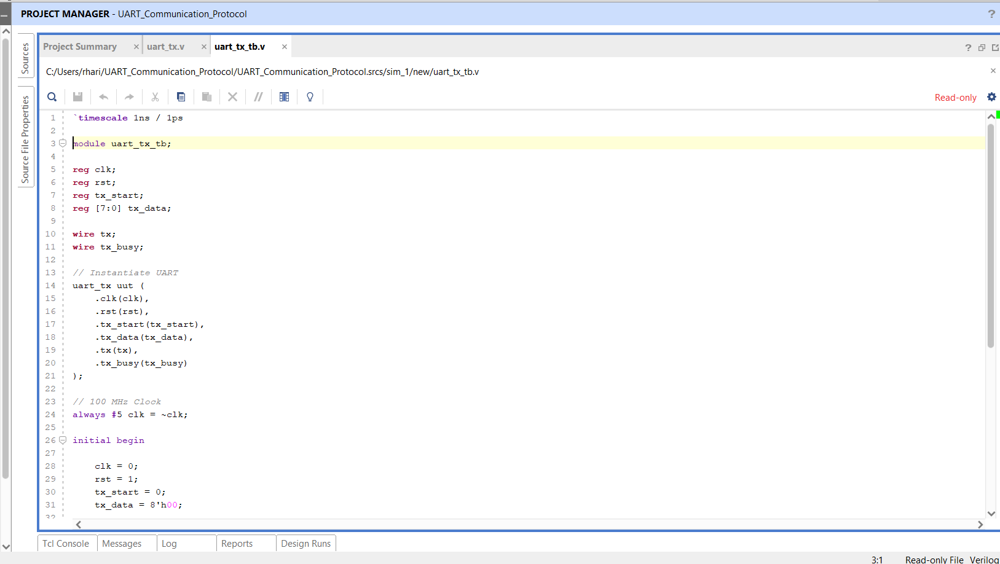 PROJECT MANAGER - UART_Communication_Protocol
?
Sources
Source File Properties
Project Summary × uart_tx.v × uart_tx_tb.v ×
?
C:/Users/rhari/UART_Communication_Protocol/UART_Communication_Protocol.srcs/sim_1/new/uart_tx_tb.v
Read-only
1 `timescale 1ns / 1ps
2
3 module uart_tx_tb;
4
5 reg clk;
6 reg rst;
7 reg tx_start;
8 reg [7:0] tx_data;
9
10 wire tx;
11 wire tx_busy;
12
13 // Instantiate UART
14 uart_tx uut (
15 .clk(clk),
16 .rst(rst),
17 .tx_start(tx_start),
18 .tx_data(tx_data),
19 .tx(tx),
20 .tx_busy(tx_busy)
21 );
22
23 // 100 MHz Clock
24 always #5 clk = ~clk;
25
26 initial begin
27
28 clk = 0;
29 rst = 1;
30 tx_start = 0;
31 tx_data = 8'h00;
32
Tcl Console Messages Log Reports Design Runs
3:1 Read-only File Verilog